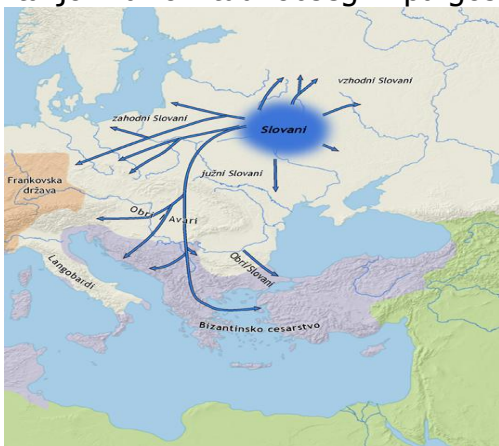 vzhodni Slovani
zahodni Slovani
Slovani
južni Slovani
Frankovska
država
Obri / Avari
Obri/Slovani
Langobardi
Bizantinsko cesarstvo